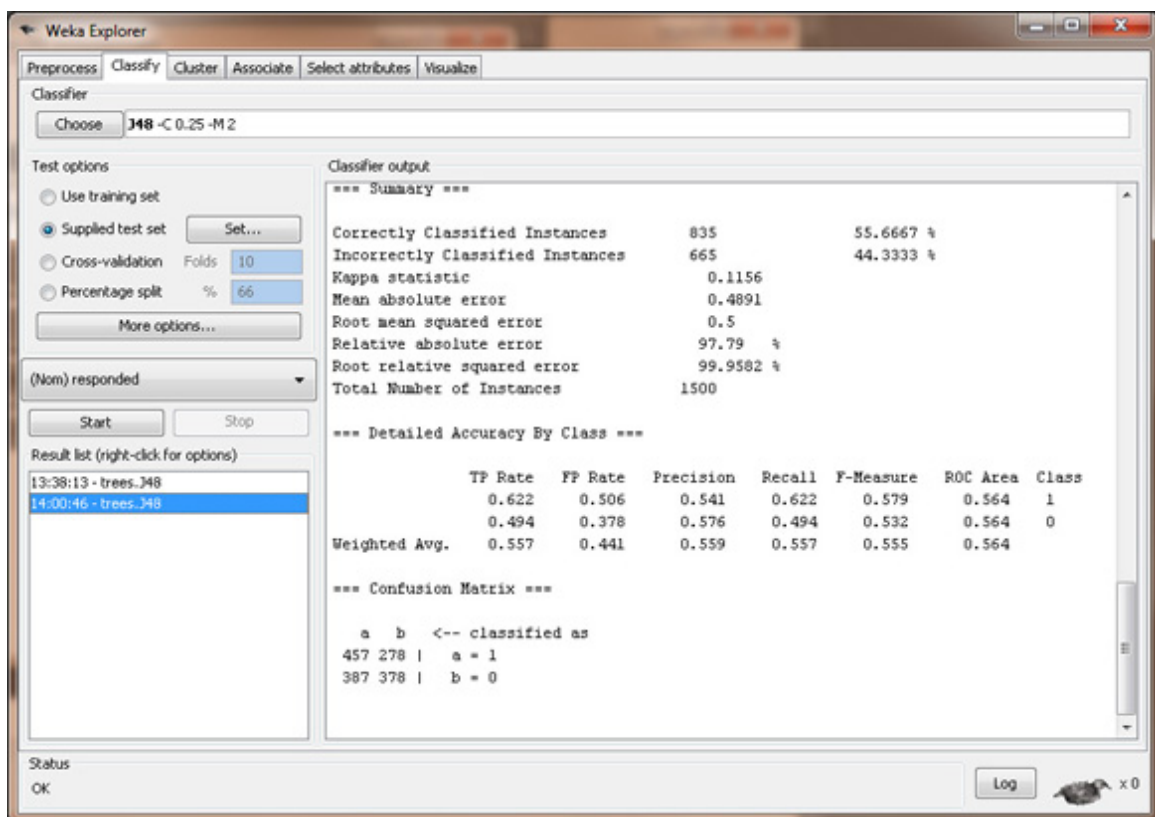 Weka Explorer
Preprocess Classify Cluster Associate Select attributes Visualize
Classifier
Choose J48 -C 0.25 -M 2
Test options
Use training set
Supplied test set Set...
Cross-validation Folds 10
Percentage split % 66
More options...
(Nom) responded
Start Stop
Result list (right-click for options)
13:38:13 - trees.J48
14:00:46 - trees.J48
Classifier output
=== Summary ===
Correctly Classified Instances 835 55.6667 %
Incorrectly Classified Instances 665 44.3333 %
Kappa statistic 0.1156
Mean absolute error 0.4891
Root mean squared error 0.5
Relative absolute error 97.79 %
Root relative squared error 99.9582 %
Total Number of Instances 1500
=== Detailed Accuracy By Class ===
TP Rate FP Rate Precision Recall F-Measure ROC Area Class
0.622 0.506 0.541 0.622 0.579 0.564 1
0.494 0.378 0.576 0.494 0.532 0.564 0
Weighted Avg. 0.557 0.441 0.559 0.557 0.555 0.564
=== Confusion Matrix ===
a b <-- classified as
457 278 | a = 1
387 378 | b = 0
Status
OK
Log x 0